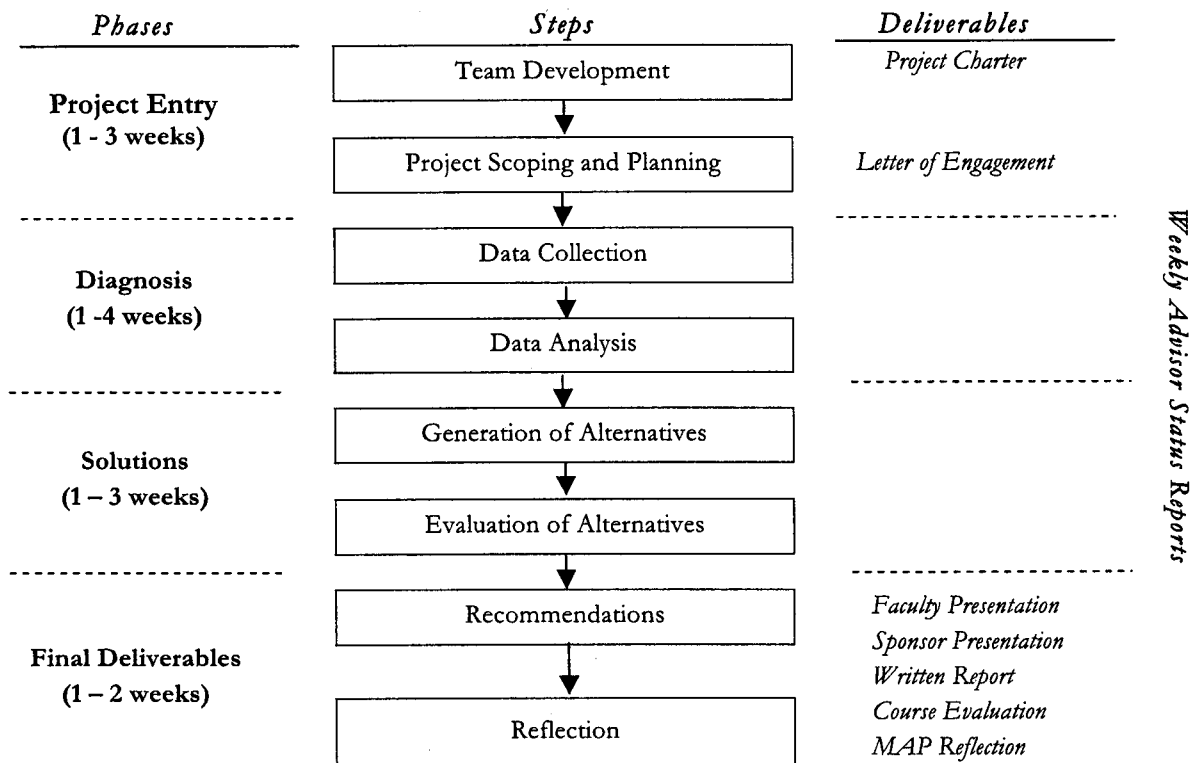 Phases
Steps
Deliverables
Team Development
Project Charter
Project Entry
(1 - 3 weeks)
Project Scoping and Planning
Letter of Engagement
Data Collection
Diagnosis
(1 -4 weeks)
Data Analysis
Generation of Alternatives
Solutions
(1 – 3 weeks)
Evaluation of Alternatives
Recommendations
Final Deliverables
(1 – 2 weeks)
Reflection
Faculty Presentation
Sponsor Presentation
Written Report
Course Evaluation
MAP Reflection
Weekly Advisor Status Reports